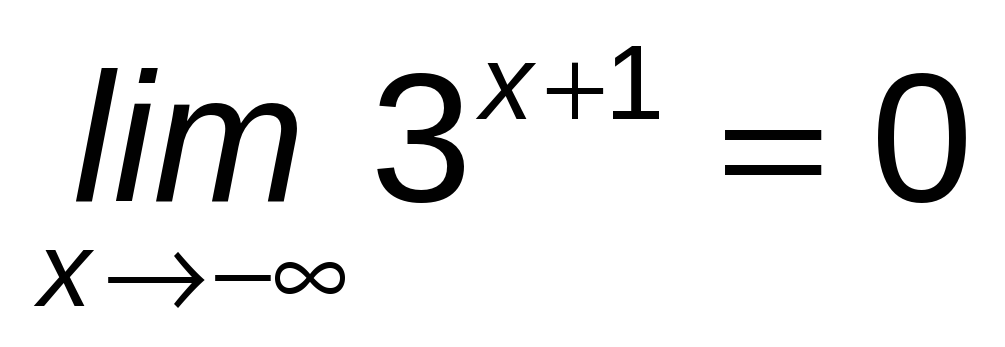 lim 3^{x+1} = 0
x→−∞